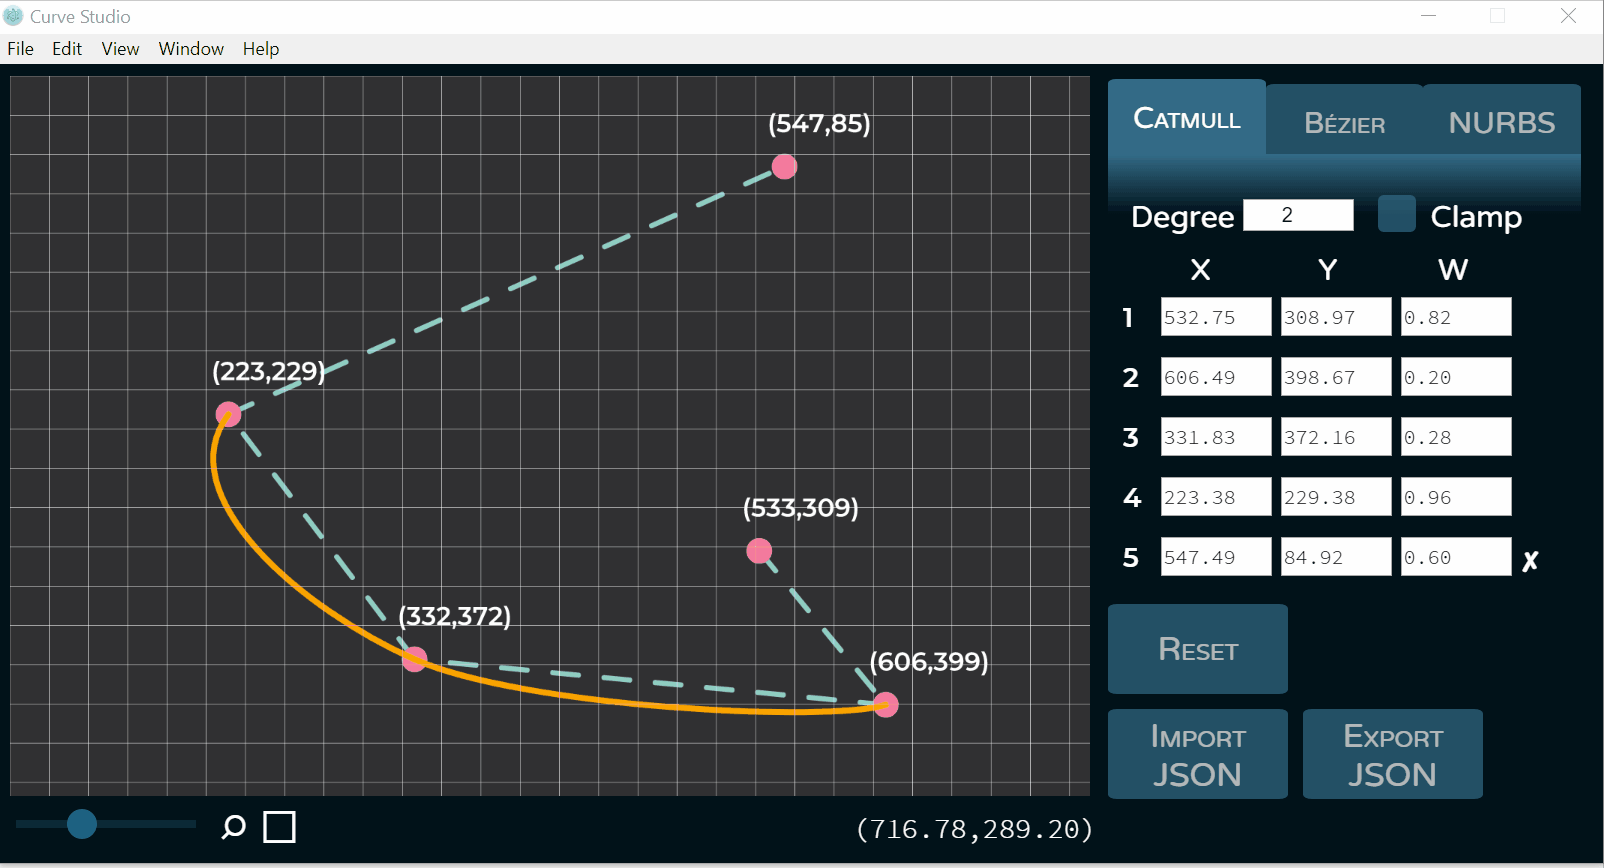 Curve Studio
File Edit View Window Help
(547,85)
(223,229)
(533,309)
(332,372)
(606,399)
(716.78,289.20)
Catmull Bézier NURBS
Degree 2 Clamp
X Y W
1 532.75 308.97 0.82
2 606.49 398.67 0.20
3 331.83 372.16 0.28
4 223.38 229.38 0.96
5 547.49 84.92 0.60 ✗
Reset
Import
JSON
Export
JSON